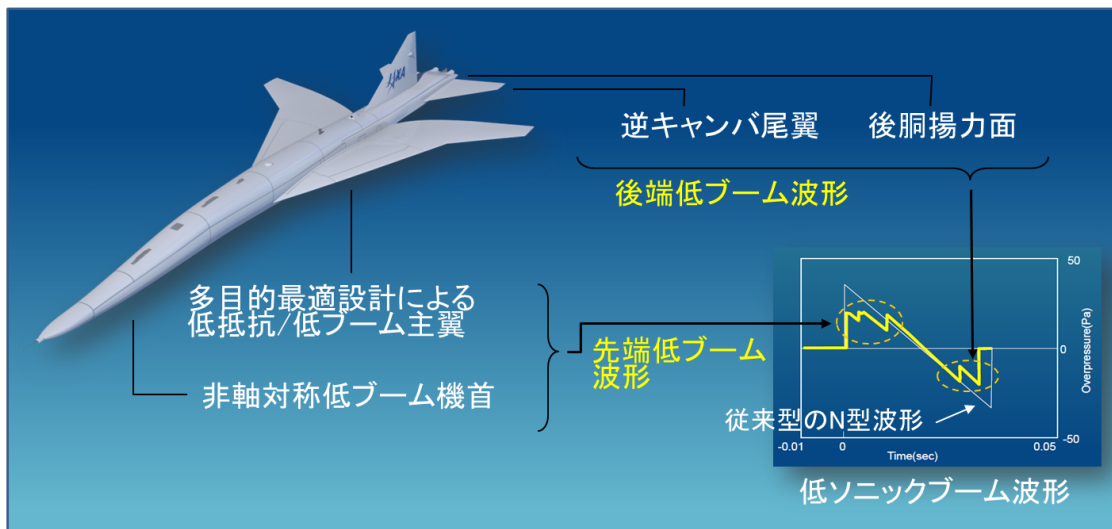 JAXA
逆キャンバ尾翼
後胴揚力面
後端低ブーム波形
多目的最適設計による
低抵抗/低ブーム主翼
非軸対称低ブーム機首
先端低ブーム
波形
50
0
-50
Overpressure(Pa)
従来型のN型波形
-0.01
0
0.05
Time(sec)
低ソニックブーム波形